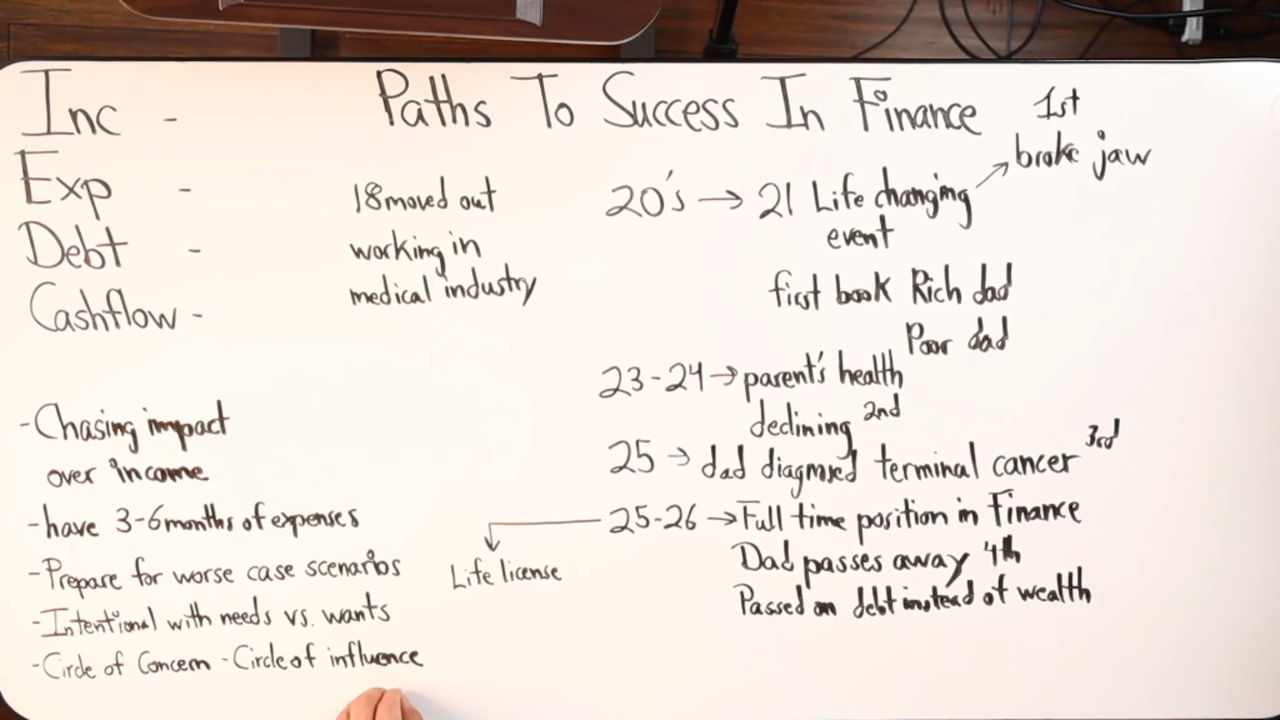 Paths To Success In Finance
Inc -
Exp -
Debt -
Cashflow -
18 moved out
working in
medical industry
20's → 21 Life changing
event
1st
broke jaw
first book Rich dad
Poor dad
23-24 → parent's health
declining 2nd
25 → dad diagnosed terminal cancer 3rd
25-26 → Full time position in Finance
Life license
Dad passes away 4th
Passed on debt instead of wealth
- Chasing impact
over income
- have 3-6 months of expenses
- Prepare for worse case scenarios
- Intentional with needs vs. wants
- Circle of Concern - Circle of influence